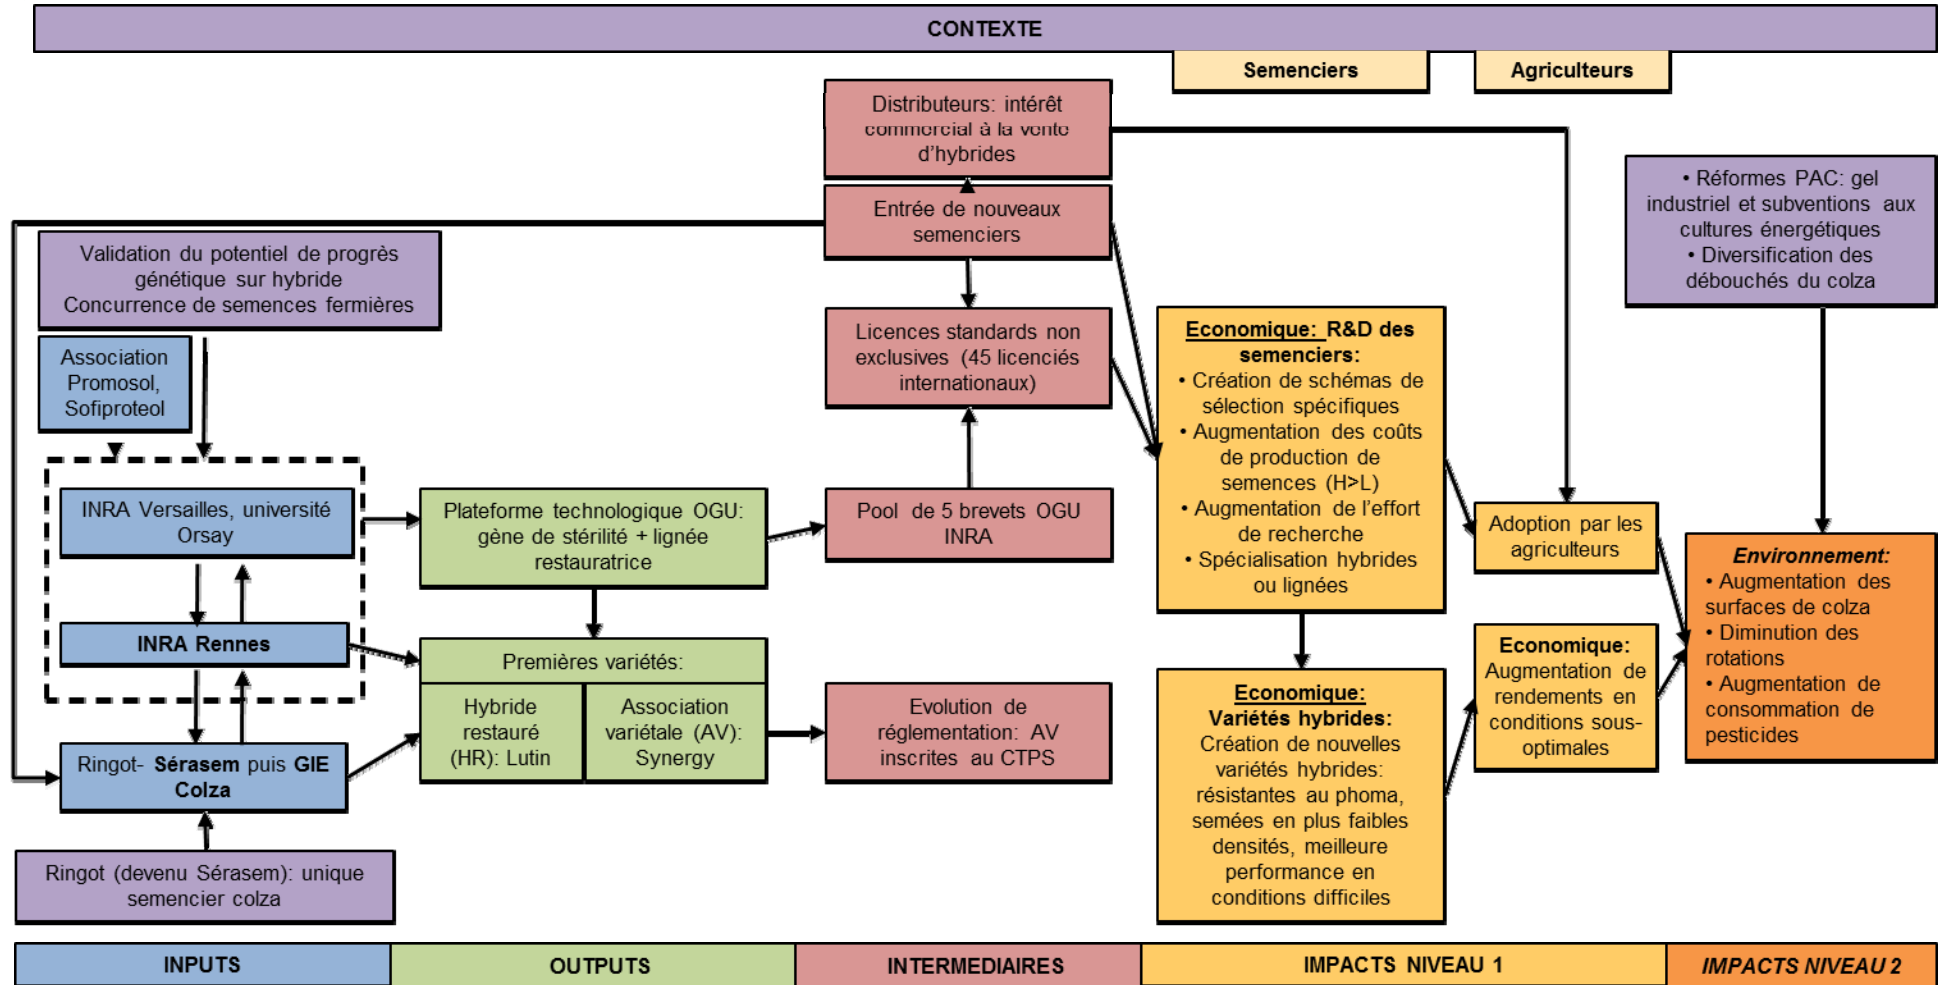 CONTEXTE
Semenciers
Agriculteurs
Distributeurs: intérêt
commercial à la vente
d'hybrides
Entrée de nouveaux
semenciers
• Réformes PAC: gel
industriel et subventions aux
cultures énergétiques
• Diversification des
débouchés du colza
Validation du potentiel de progrès
génétique sur hybride
Concurrence de semences fermières
Association
Promosol,
Sofiproteol
Licences standards non
exclusives (45 licenciés
internationaux)
Economique: R&D des
semenciers:
• Création de schémas de
sélection spécifiques
• Augmentation des coûts
de production de
semences (H>L)
• Augmentation de l'effort
de recherche
• Spécialisation hybrides
ou lignées
INRA Versailles, université
Orsay
Plateforme technologique OGU:
gène de stérilité + lignée
restauratrice
Pool de 5 brevets OGU
INRA
Adoption par les
agriculteurs
Environnement:
• Augmentation des
surfaces de colza
• Diminution des
rotations
• Augmentation de
consommation de
pesticides
INRA Rennes
Premières variétés:
Hybride
restauré
(HR): Lutin
Association
variétale (AV):
Synergy
Evolution de
réglementation: AV
inscrites au CTPS
Economique:
Variétés hybrides:
Création de nouvelles
variétés hybrides:
résistantes au phoma,
semées en plus faibles
densités, meilleure
performance en
conditions difficiles
Economique:
Augmentation de
rendements en
conditions sous-
optimales
Ringot- Sérasem puis GIE
Colza
Ringot (devenu Sérasem): unique
semencier colza
INPUTS
OUTPUTS
INTERMEDIAIRES
IMPACTS NIVEAU 1
IMPACTS NIVEAU 2